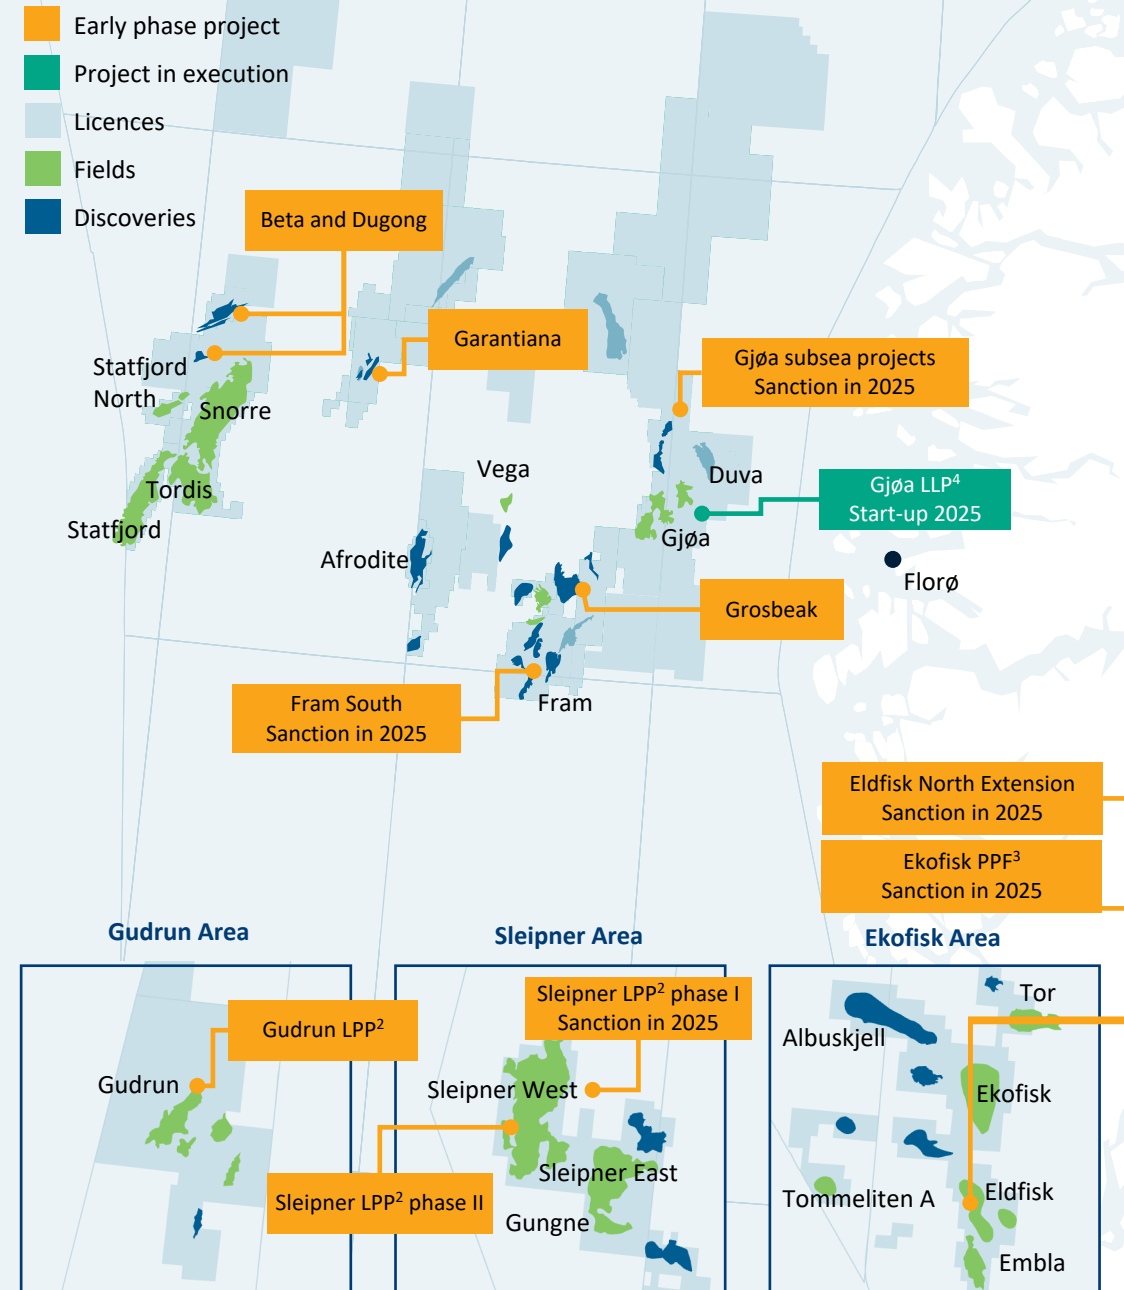 Early phase project
Project in execution
Licences
Fields
Discoveries
Beta and Dugong
Garantiana
Gjøa subsea projects
Sanction in 2025
Statfjord
North
Snorre
Vega
Duva
Tordis
Gjøa LLP⁴
Start-up 2025
Statfjord
Gjøa
Afrodite
Florø
Grosbeak
Fram South
Sanction in 2025
Fram
Eldfisk North Extension
Sanction in 2025
Ekofisk PPF³
Sanction in 2025
Gudrun Area
Gudrun LPP²
Gudrun
Sleipner Area
Sleipner LPP² phase I
Sanction in 2025
Sleipner West
Sleipner East
Sleipner LPP² phase II
Gungne
Ekofisk Area
Tor
Albuskjell
Ekofisk
Tommeliten A
Eldfisk
Embla